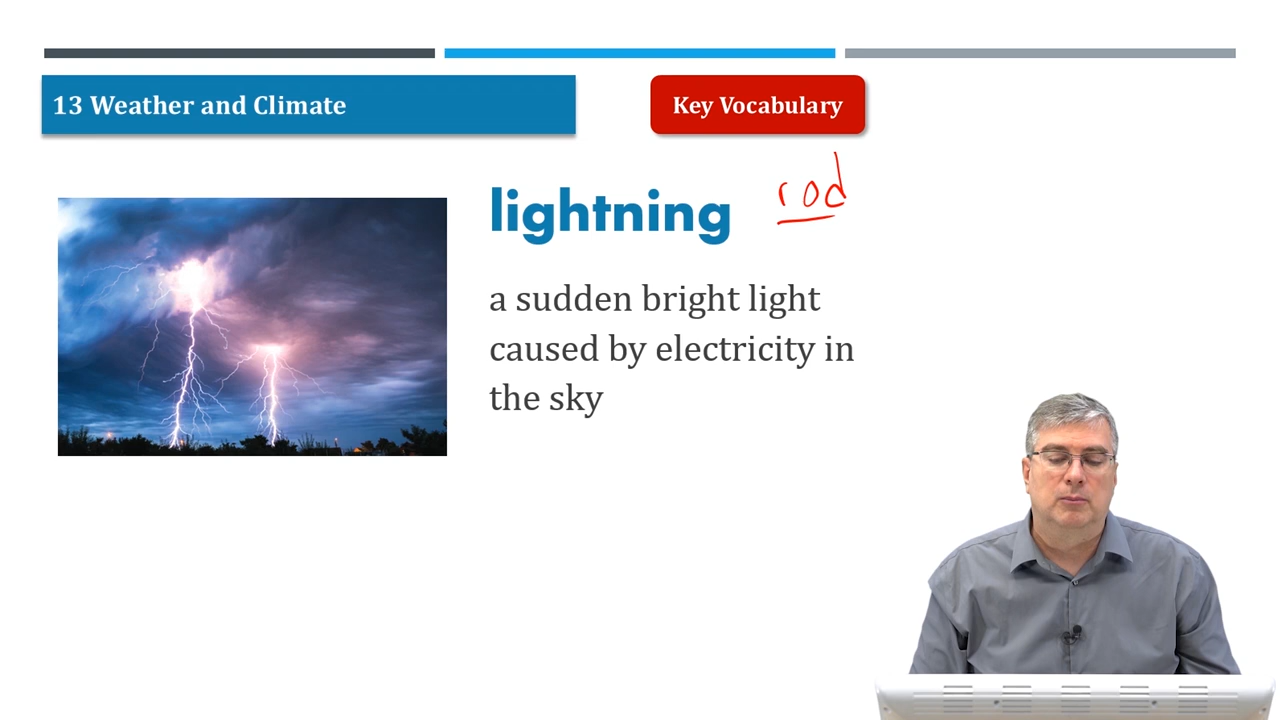 13 Weather and Climate
Key Vocabulary
lightning rod
a sudden bright light
caused by electricity in
the sky